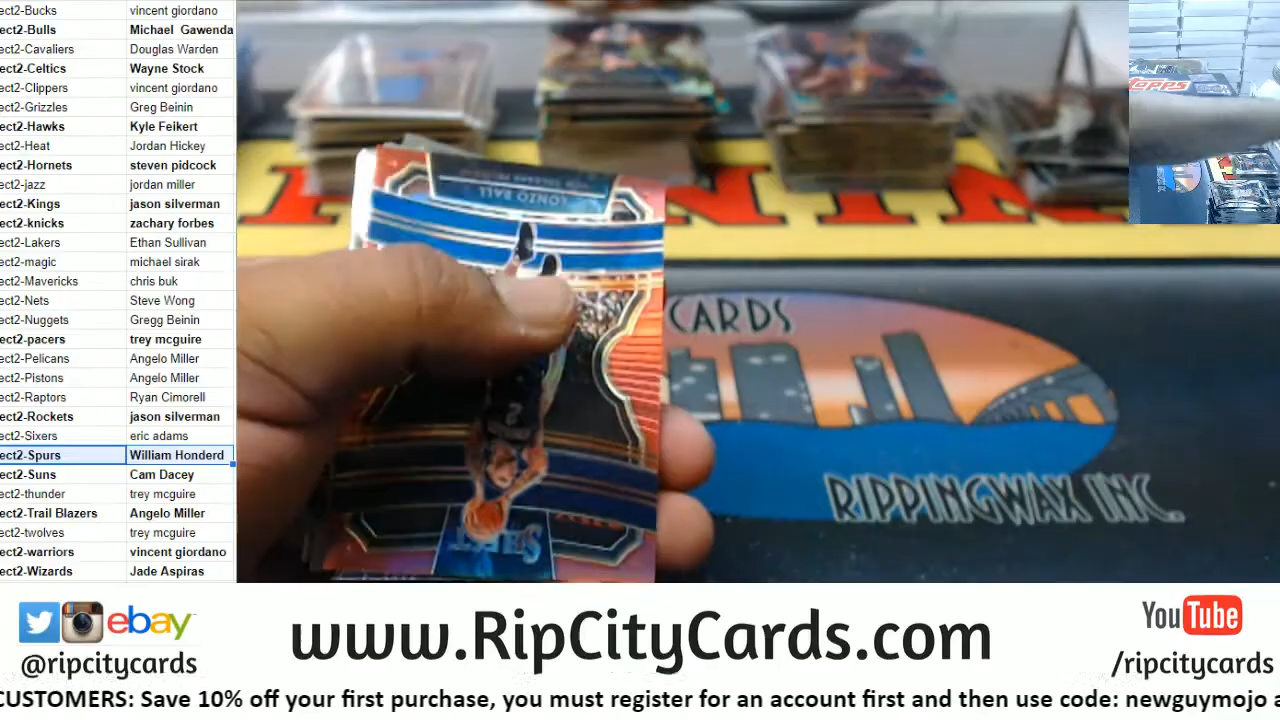 ect2-Bucks vincent giordano
ect2-Bulls Michael Gawenda
ect2-Cavaliers Douglas Warden
ect2-Celtics Wayne Stock
ect2-Clippers vincent giordano
ect2-Grizzles Greg Beinin
ect2-Hawks Kyle Feikert
ect2-Heat Jordan Hickey
ect2-Hornets steven pidcock
ect2-jazz jordan miller
ect2-Kings jason silverman
ect2-knicks zachary forbes
ect2-Lakers Ethan Sullivan
ect2-magic michael sirak
ect2-Mavericks chris buk
ect2-Nets Steve Wong
ect2-Nuggets Gregg Beinin
ect2-pacers trey mcguire
ect2-Pelicans Angelo Miller
ect2-Pistons Angelo Miller
ect2-Raptors Ryan Cimorell
ect2-Rockets jason silverman
ect2-Sixers eric adams
ect2-Spurs William Honderd
ect2-Suns Cam Dacey
ect2-thunder trey mcguire
ect2-Trail Blazers Angelo Miller
ect2-twolves trey mcguire
ect2-warriors vincent giordano
ect2-Wizards Jade Aspiras
LONZO BALL
SELECT
CARDS
RIPPINGWAX INC.
TOPPS
ebay
@ripcitycards
www.RipCityCards.com
YouTube
/ripcitycards
CUSTOMERS: Save 10% off your first purchase, you must register for an account first and then use code: newguymojo a